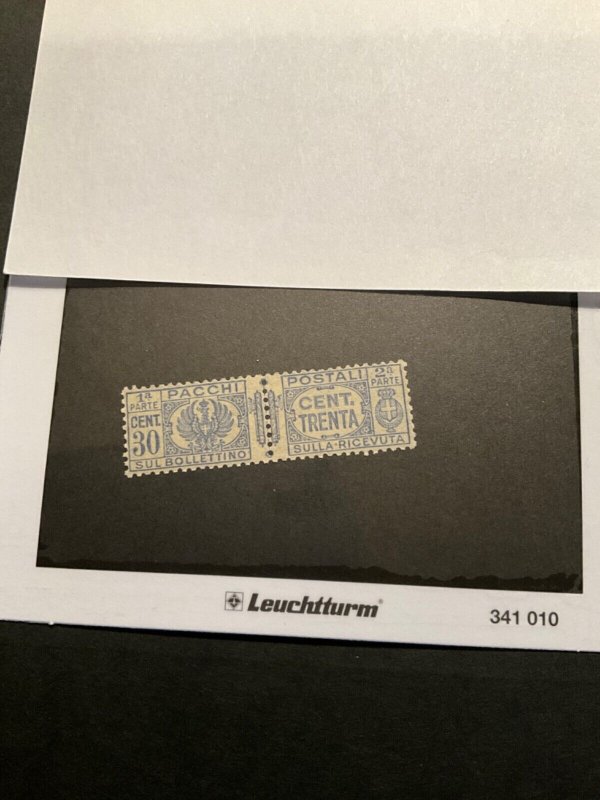 1a PARTE PACCHI POSTALI 2a PARTE
CENT. 30 CENT. TRENTA
SUL BOLLETTINO SULLA RICEVUTA
Leuchtturm
341 010